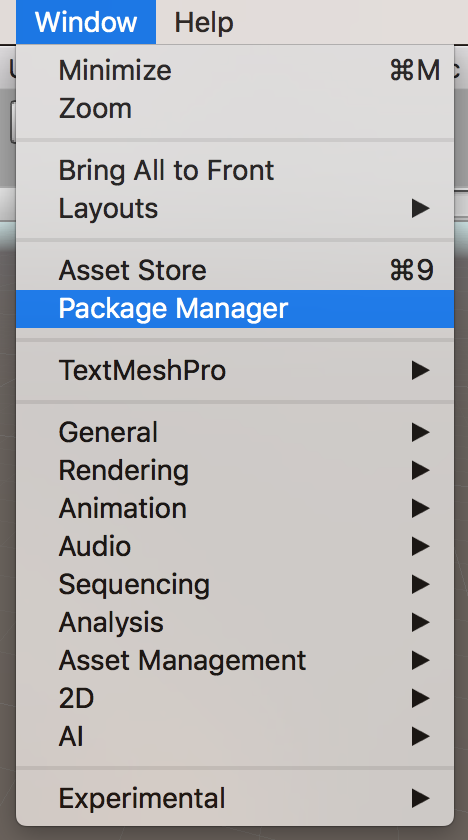 Window Help
Minimize ⌘M
Zoom
Bring All to Front
Layouts ▶
Asset Store ⌘9
Package Manager
TextMeshPro ▶
General ▶
Rendering ▶
Animation ▶
Audio ▶
Sequencing ▶
Analysis ▶
Asset Management ▶
2D ▶
AI ▶
Experimental ▶